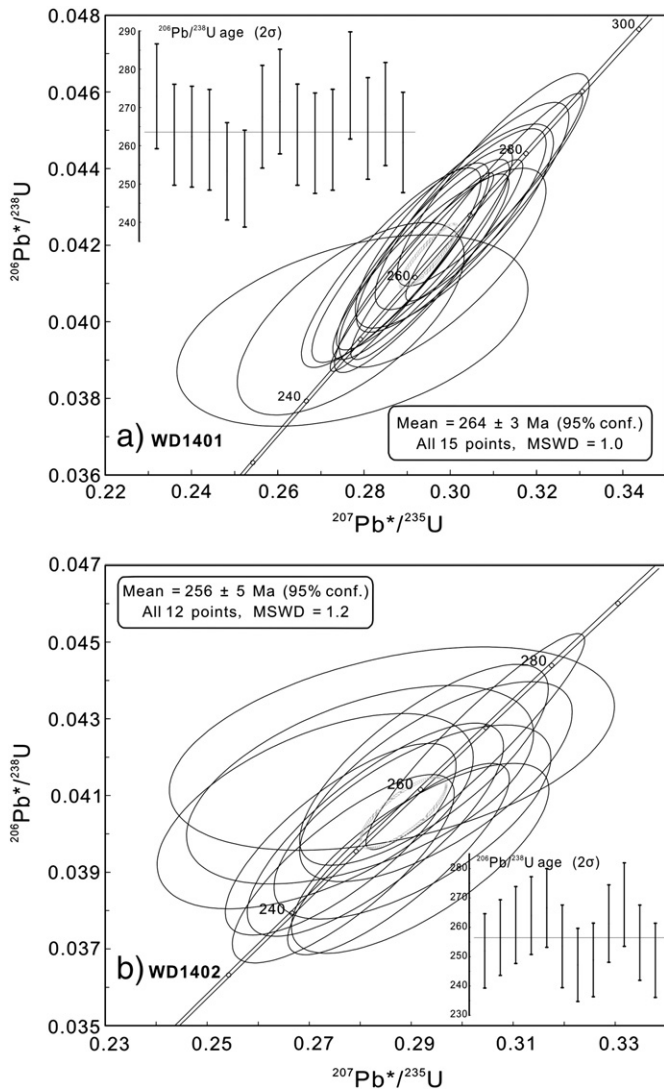 0.048
0.046
0.044
0.042
0.040
0.038
0.036
²⁰⁶Pb*/²³⁸U
290
280
270
260
250
240
²⁰⁶Pb/²³⁸U age (2σ)
300
280
260
240
a) WD1401
Mean = 264 ± 3 Ma (95% conf.)
All 15 points, MSWD = 1.0
0.22 0.24 0.26 0.28 0.30 0.32 0.34
²⁰⁷Pb*/²³⁵U
0.047
0.045
0.043
0.041
0.039
0.037
0.035
²⁰⁶Pb*/²³⁸U
Mean = 256 ± 5 Ma (95% conf.)
All 12 points, MSWD = 1.2
280
260
240
280
270
260
250
240
230
²⁰⁶Pb/²³⁸U age (2σ)
b) WD1402
0.23 0.25 0.27 0.29 0.31 0.33
²⁰⁷Pb*/²³⁵U